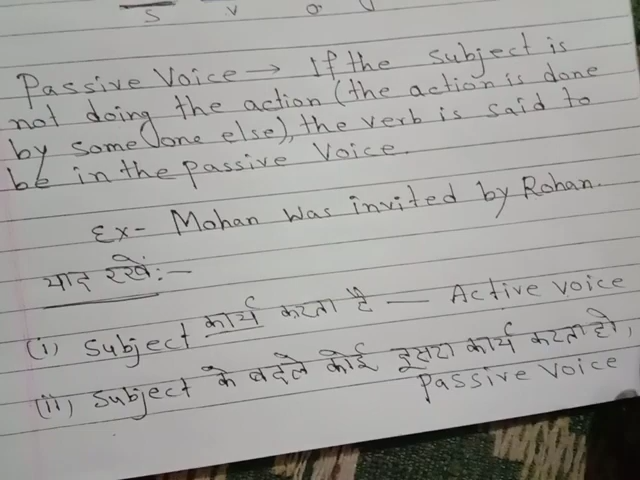 S V O
Passive Voice → If the subject is
not doing the action (the action is done
by some one else), the verb is said to
be in the passive Voice.
Ex- Mohan was invited by Rohan.
याद रखें:-
(i) Subject कार्य करता है — Active voice
(ii) Subject के बदले कोई दूसरा कार्य करता हो,
Passive Voice